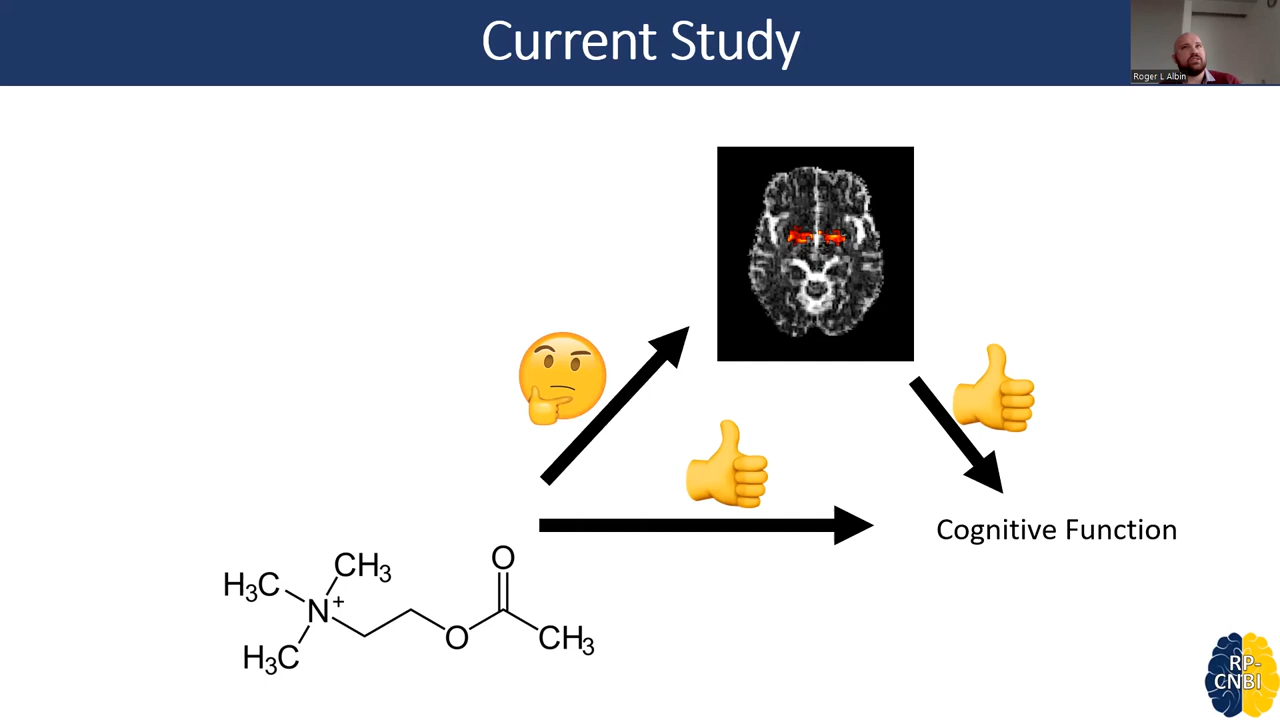 Current Study
Roger L Albin
Cognitive Function
O
H₃C
CH₃
N⁺
H₃C
O
CH₃
RP-
CNBI